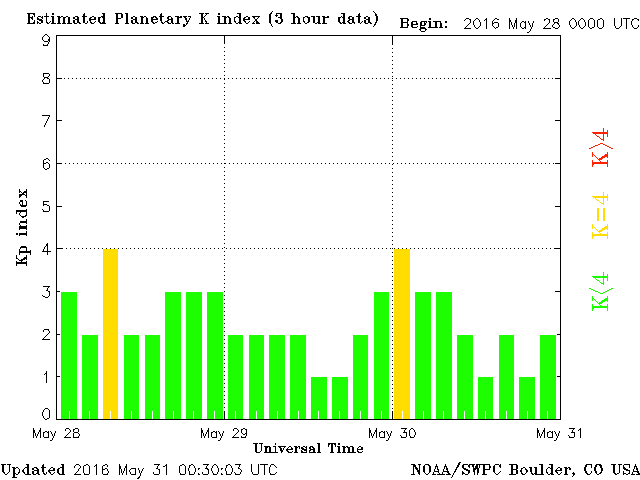 Estimated Planetary K index (3 hour data)
Begin: 2016 May 28 0000 UTC
9
8
7
6
5
4
3
2
1
0
Kp index
K>4
K=4
K<4
May 28 May 29 May 30 May 31
Universal Time
Updated 2016 May 31 00:30:03 UTC
NOAA/SWPC Boulder, CO USA